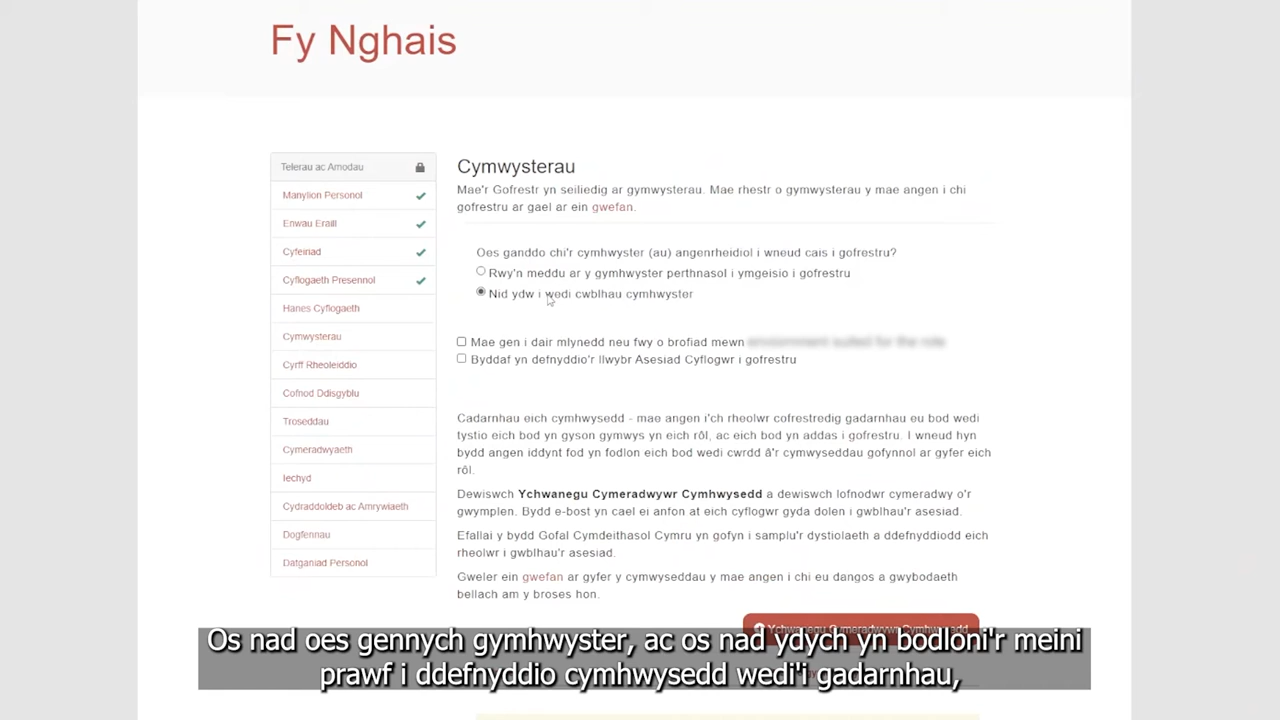 Fy Nghais
Telerau ac Amodau
Manylion Personol
Enwau Eraill
Cyfeiriad
Cyflogaeth Presennol
Hanes Cyflogaeth
Cymwysterau
Cyrff Rheoleiddio
Cofnod Ddisgyblu
Troseddau
Cymeradwyaeth
Iechyd
Cydraddoldeb ac Amrywiaeth
Dogfennau
Datganiad Personol
Cymwysterau
Mae'r Gofrestr yn seiliedig ar gymwysterau. Mae rhestr o gymwysterau y mae angen i chi
gofrestru ar gael ar ein gwefan.
Oes ganddo chi'r cymhwyster (au) angenrheidiol i wneud cais i gofrestru?
Rwy'n meddu ar y gymhwyster perthnasol i ymgeisio i gofrestru
Nid ydw i wedi cwblhau cymhwyster
Mae gen i dair mlynedd neu fwy o brofiad mewn
Byddaf yn defnyddio'r llwybr Asesiad Cyflogwr i gofrestru
Cadarnhau eich cymhwysedd - mae angen i'ch rheolwr cofrestredig gadarnhau eu bod wedi
tystio eich bod yn gyson gymwys yn eich rôl, ac eich bod yn addas i gofrestru. I wneud hyn
bydd angen iddynt fod yn fodlon eich bod wedi cwrdd â'r cymwyseddau gofynnol ar gyfer eich
rôl.
Dewiswch Ychwanegu Cymeradwywr Cymhwysedd a dewiswch lofnodwr cymeradwy o'r
gwymplen. Bydd e-bost yn cael ei anfon at eich cyflogwr gyda dolen i gwblhau'r asesiad.
Efallai y bydd Gofal Cymdeithasol Cymru yn gofyn i samplu'r dystiolaeth a ddefnyddiodd eich
rheolwr i gwblhau'r asesiad.
Gweler ein gwefan ar gyfer y cymwyseddau y mae angen i chi eu dangos a gwybodaeth
bellach am y broses hon.
Ychwanegu Cymeradwywr Cymhwysedd
Os nad oes gennych gymhwyster, ac os nad ydych yn bodloni'r meini
prawf i ddefnyddio cymhwysedd wedi'i gadarnhau,